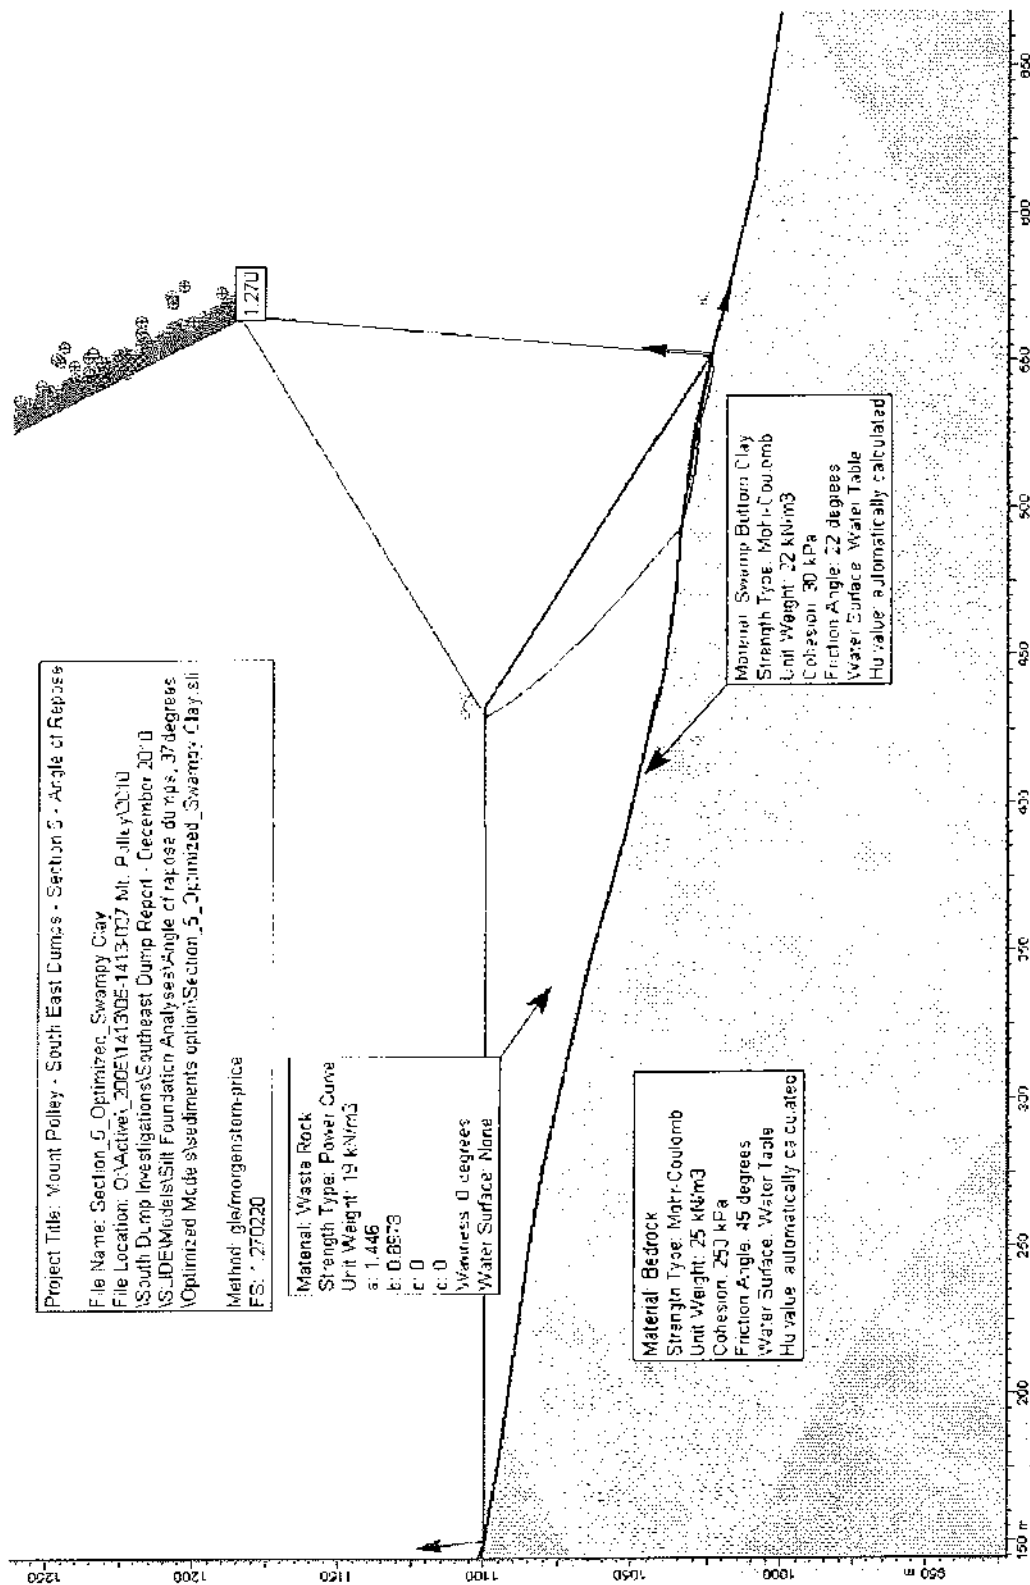 Project Title: Mount Polley - South East Dumps - Section 5 - Angle of Repose
File Name: Section_5_Optimized_Swampy Clay
File Location: O:\Active\_2005\1413\05-1413-007 Mt. Polley\2010
\South Dump Investigations\Southeast Dump Report - December 2010
\SLIDE\Models\Silt Foundation Analyses\Angle of repose dumps, 37degrees
\Optimized Models\sediments option\Section_5_Optimized_Swampy Clay.sli
Method: gle/morgenstern-price
FS: 1.270220
Material: Waste Rock
Strength Type: Power Curve
Unit Weight: 19 kN/m3
a: 1.446
b: 0.8973
c: 0
d: 0
Waviness 0 degrees
Water Surface: None
Material: Bedrock
Strength Type: Mohr-Coulomb
Unit Weight: 25 kN/m3
Cohesion: 250 kPa
Friction Angle: 45 degrees
Water Surface: Water Table
Hu value: automatically calculated
Material: Swamp Bottom Clay
Strength Type: Mohr-Coulomb
Unit Weight: 22 kN/m3
Cohesion: 30 kPa
Friction Angle: 22 degrees
Water Surface: Water Table
Hu value: automatically calculated
1.270
1250
1200
1150
1100
1050
1000
950 m
150 m
200
250
300
350
400
450
500
550
600
650